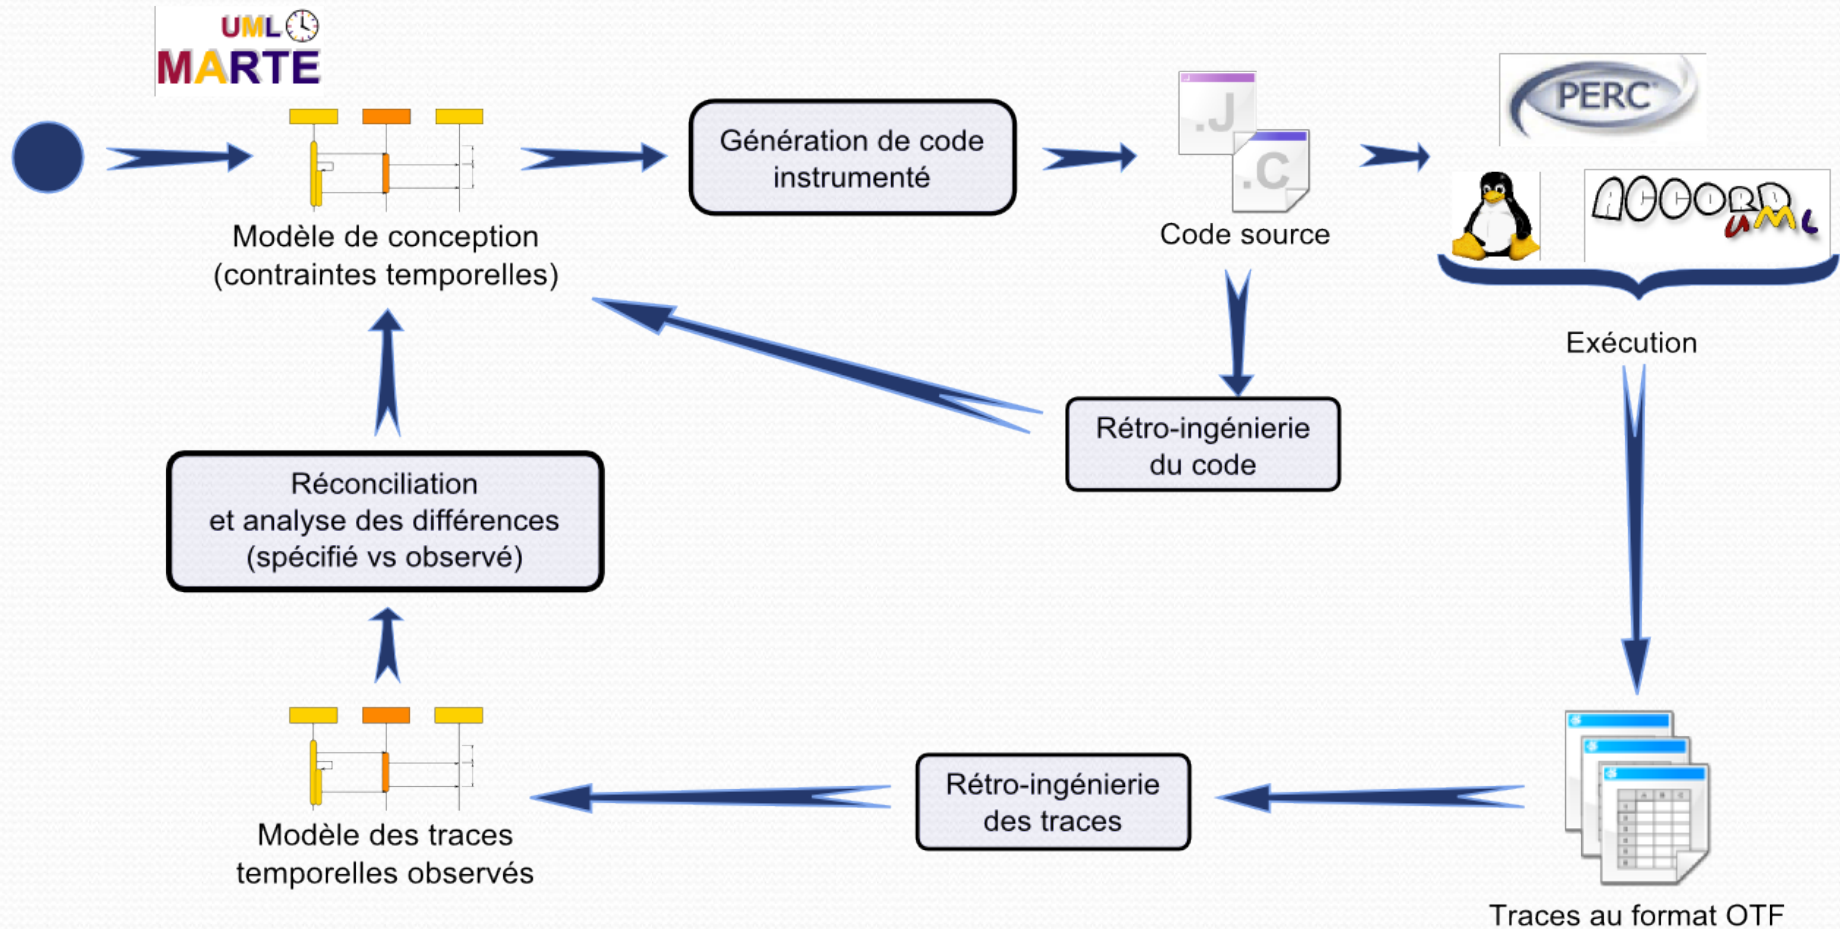 UML
MARTE
Modèle de conception
(contraintes temporelles)
Génération de code
instrumenté
.J
.C
Code source
PERC
ACCORD
UML
Exécution
Rétro-ingénierie
du code
Réconciliation
et analyse des différences
(spécifié vs observé)
Modèle des traces
temporelles observés
Rétro-ingénierie
des traces
A B C
Traces au format OTF